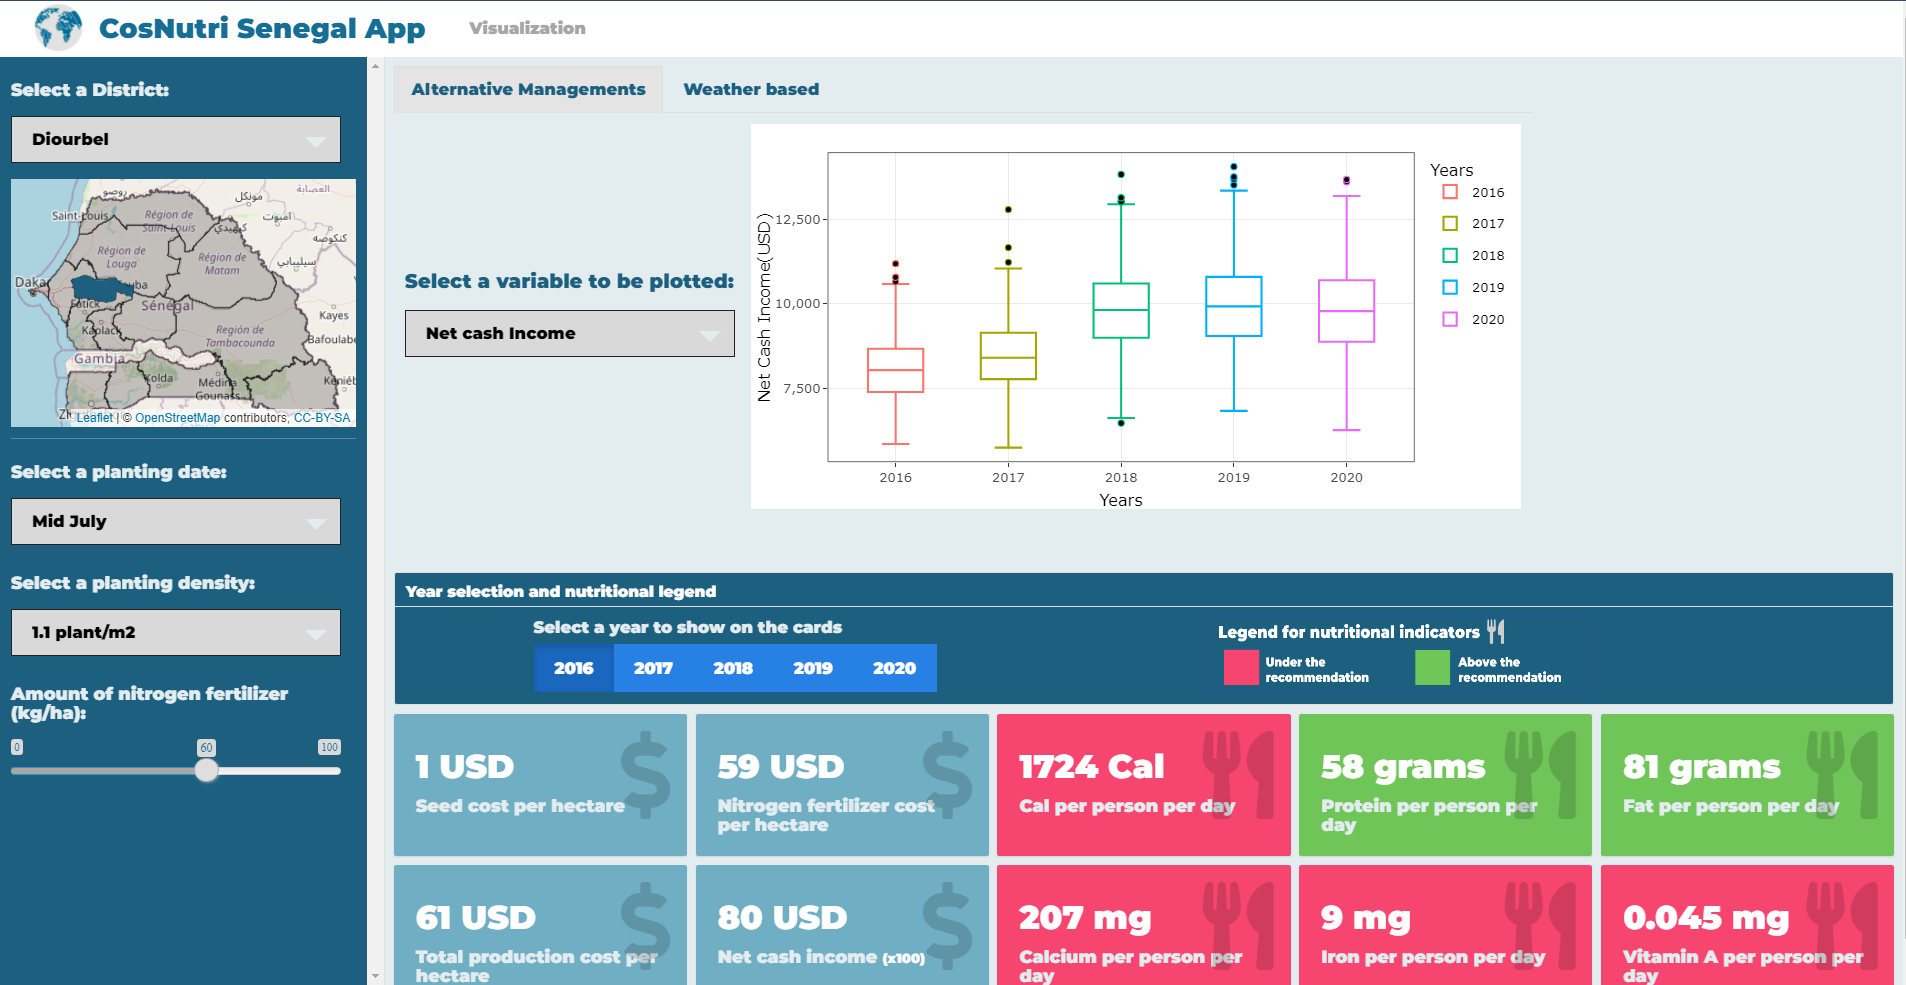 CosNutri Senegal App
Visualization
Select a District:
Diourbel
روصو
مونكل
العصابة
Saint-Louis
Région de
Saint-Louis
كيهيدي
امبوت
كنكوصه
Région de
Louga
Région de
Matam
سيليبابي
Daka
uba
Fatick
Sénégal
Kaolack
Kayes
Región de
Tambacounda
Bafoulabe
Gambia
Kolda
Médina
Gounass
Kéniéb
Zi
Leaflet | © OpenStreetMap contributors, CC-BY-SA
Select a planting date:
Mid July
Select a planting density:
1.1 plant/m2
Amount of nitrogen fertilizer
(kg/ha):
0
60
100
Alternative Managements
Weather based
Select a variable to be plotted:
Net cash Income
Net Cash Income(USD)
12,500
10,000
7,500
2016
2017
2018
2019
2020
Years
Years
2016
2017
2018
2019
2020
Year selection and nutritional legend
Select a year to show on the cards
2016
2017
2018
2019
2020
Legend for nutritional indicators
Under the
recommendation
Above the
recommendation
1 USD
Seed cost per hectare
59 USD
Nitrogen fertilizer cost
per hectare
1724 Cal
Cal per person per day
58 grams
Protein per person per
day
81 grams
Fat per person per day
61 USD
Total production cost per
hectare
80 USD
Net cash income (x100)
207 mg
Calcium per person per
day
9 mg
Iron per person per day
0.045 mg
Vitamin A per person per
day